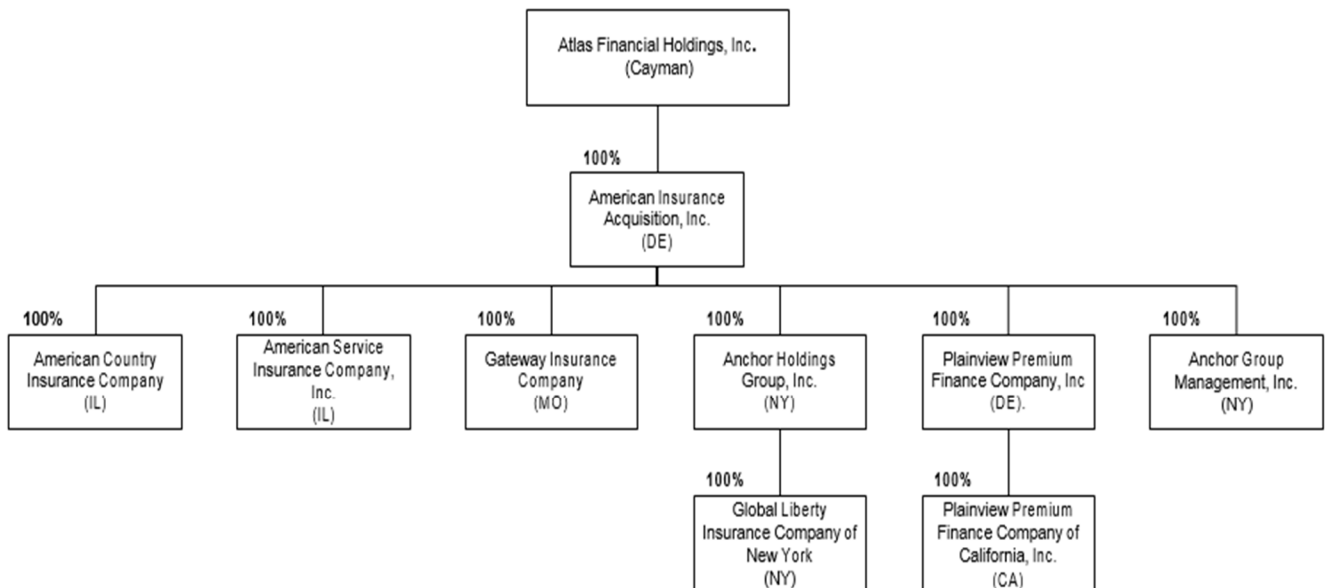 Atlas Financial Holdings, Inc.
(Cayman)
100%
American Insurance
Acquisition, Inc.
(DE)
100%
American Country
Insurance Company
(IL)
100%
American Service
Insurance Company,
Inc.
(IL)
100%
Gateway Insurance
Company
(MO)
100%
Anchor Holdings
Group, Inc.
(NY)
100%
Plainview Premium
Finance Company, Inc
(DE).
100%
Anchor Group
Management, Inc.
(NY)
100%
Global Liberty
Insurance Company of
New York
(NY)
100%
Plainview Premium
Finance Company of
California, Inc.
(CA)